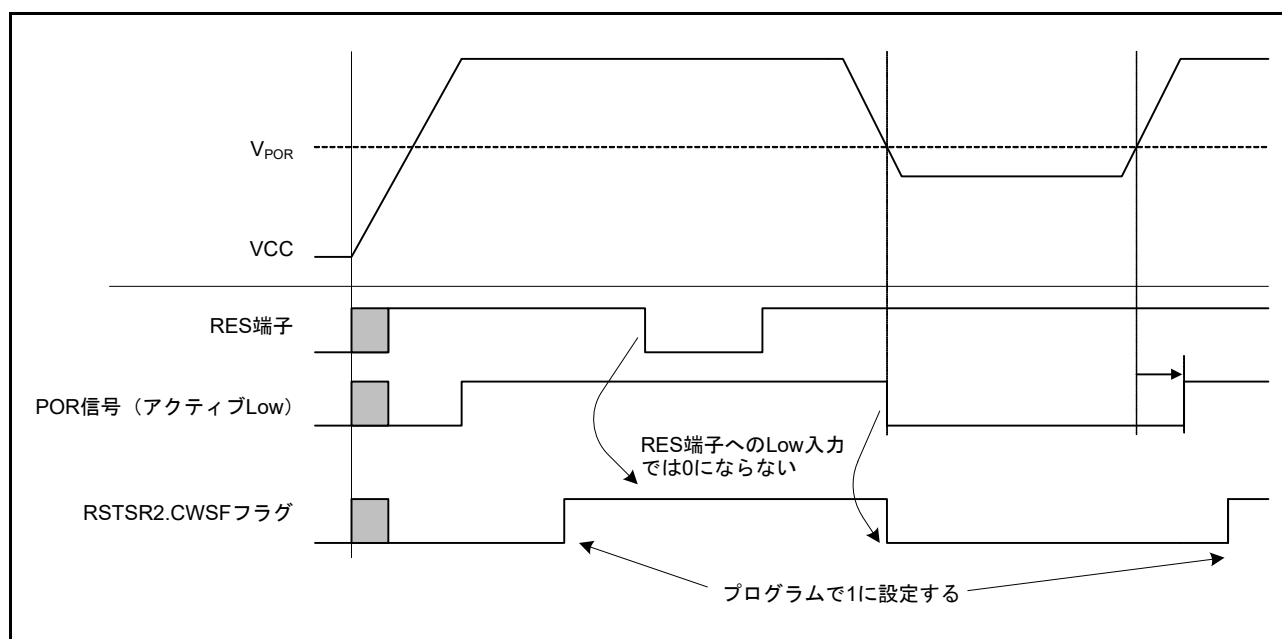 V_POR
VCC
RES端子
POR信号（アクティブLow）
RES端子へのLow入力
では0にならない
RSTSR2.CWSFフラグ
プログラムで1に設定する